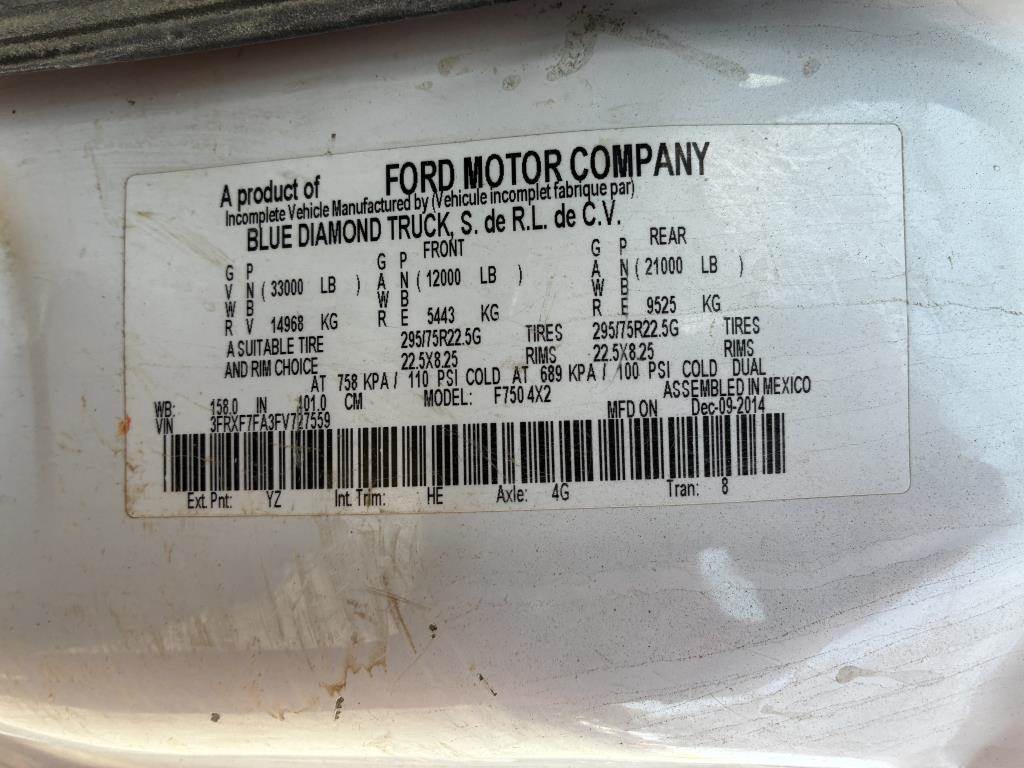 A product of FORD MOTOR COMPANY
Incomplete Vehicle Manufactured by (Vehicule incomplet fabrique par)
BLUE DIAMOND TRUCK, S. de R.L. de C.V.
FRONT REAR
G P G P G P
V N ( 33000 LB ) A N ( 12000 LB ) A N ( 21000 LB )
W B W B W B
R V 14968 KG R E 5443 KG R E 9525 KG
A SUITABLE TIRE 295/75R22.5G TIRES 295/75R22.5G TIRES
AND RIM CHOICE 22.5X8.25 RIMS 22.5X8.25 RIMS
AT 758 KPA / 110 PSI COLD AT 689 KPA / 100 PSI COLD DUAL
ASSEMBLED IN MEXICO
WB: 158.0 IN 401.0 CM MODEL: F750 4X2
VIN 3FRXF7FA3FV727559 MFD ON Dec-09-2014
Ext. Pnt: YZ Int. Trim: HE Axle: 4G Tran: 8